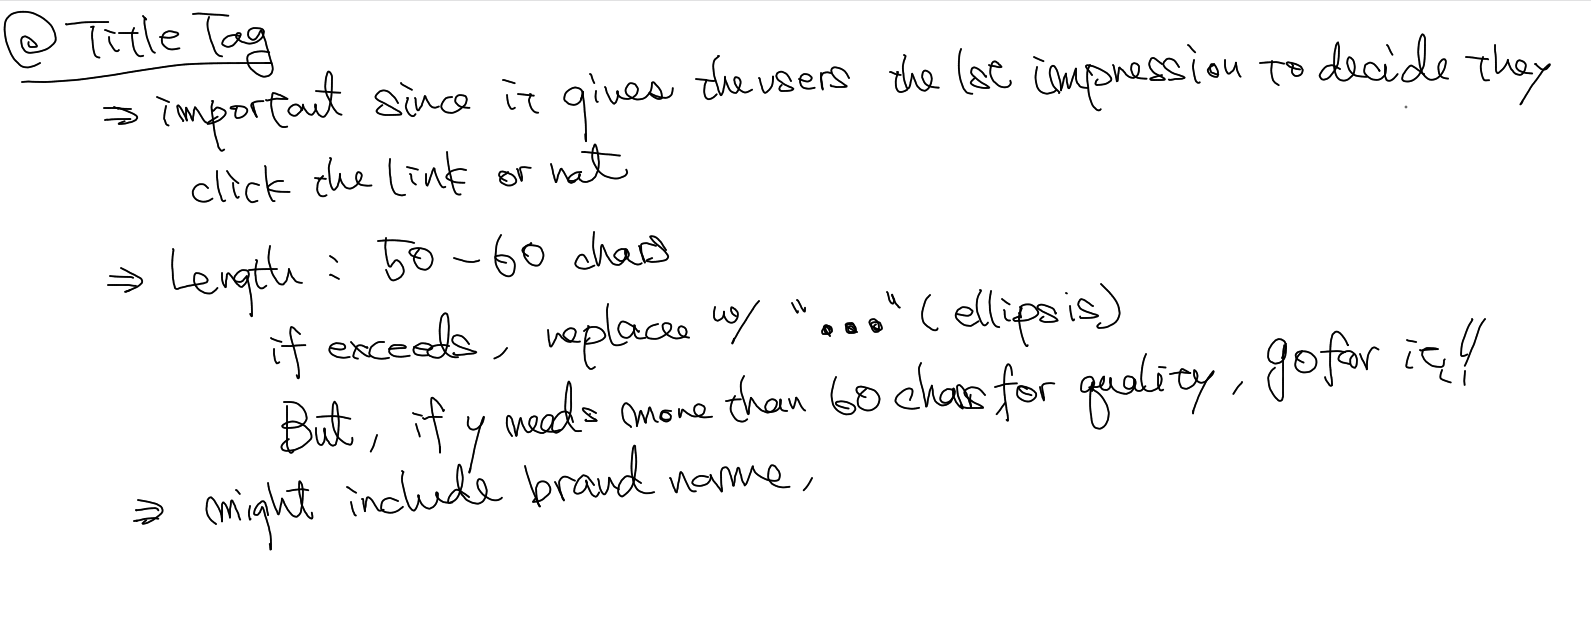 @ Title Tag
⇒ important since it gives the users the 1st impression to decide they
click the link or not
⇒ Length : 50 - 60 chars
if exceeds, replace w/ "..." (ellipsis)
But, if y needs more than 60 chars for quality, go for it!!
⇒ might include brand name,